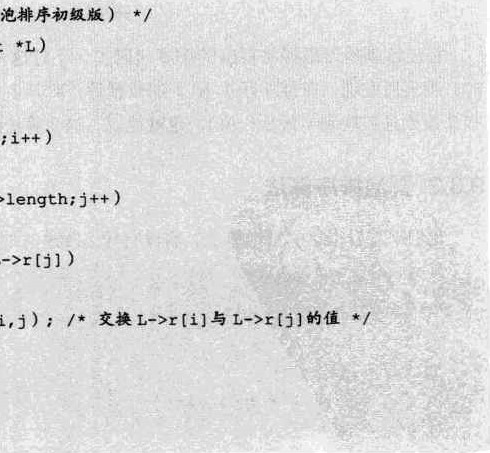 泡排序初级版） */
*L)
;i++)
>length;j++)
->r[j])
i,j); /* 交换L->r[i]与L->r[j]的值 */